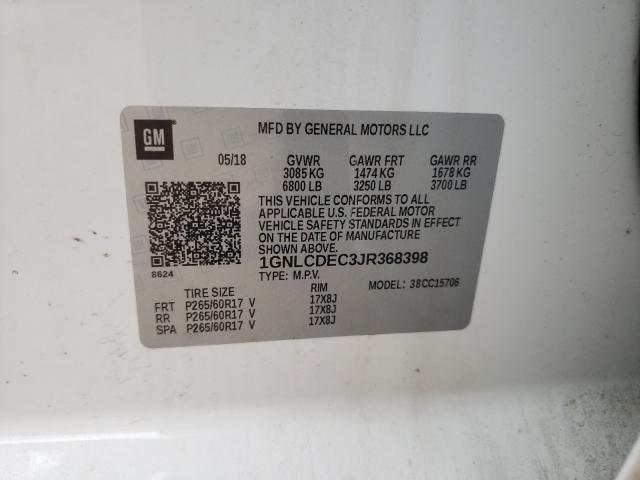 GM
MFD BY GENERAL MOTORS LLC
05/18 GVWR GAWR FRT GAWR RR
3085 KG 1474 KG 1678 KG
6800 LB 3250 LB 3700 LB
THIS VEHICLE CONFORMS TO ALL
APPLICABLE U.S. FEDERAL MOTOR
VEHICLE SAFETY STANDARDS IN EFFECT
ON THE DATE OF MANUFACTURE
SHOWN ABOVE.
8624
1GNLCDEC3JR368398
TYPE: M.P.V.
MODEL: 38CC15706
TIRE SIZE RIM
FRT P265/60R17 V 17X8J
RR P265/60R17 V 17X8J
SPA P265/60R17 V 17X8J